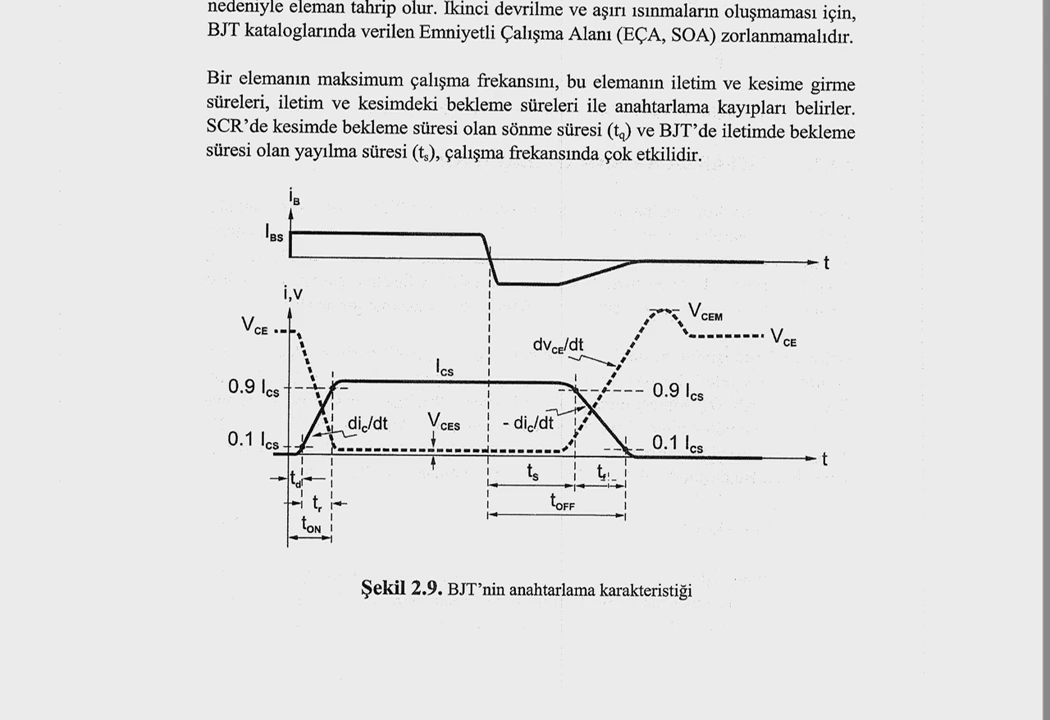 nedeniyle eleman tahrip olur. İkinci devrilme ve aşırı ısınmaların oluşmaması için,
BJT kataloglarında verilen Emniyetli Çalışma Alanı (EÇA, SOA) zorlanmamalıdır.
Bir elemanın maksimum çalışma frekansını, bu elemanın iletim ve kesime girme
süreleri, iletim ve kesimdeki bekleme süreleri ile anahtarlama kayıpları belirler.
SCR’de kesimde bekleme süresi olan sönme süresi (tq) ve BJT’de iletimde bekleme
süresi olan yayılma süresi (ts), çalışma frekansında çok etkilidir.
iB
IBS
t
i,v
VCE
VCEM
VCE
dvCE/dt
ICS
0.9 ICS
0.9 ICS
diC/dt
VCES
- diC/dt
0.1 ICS
0.1 ICS
t
td
ts
tf
tr
tOFF
tON
Şekil 2.9. BJT’nin anahtarlama karakteristiği